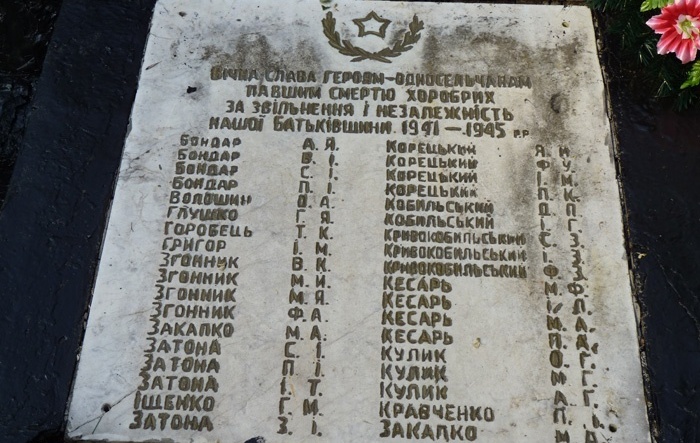 ВІЧНА СЛАВА ГЕРОЯМ-ОДНОСЕЛЬЧАНАМ
ПАВШИМ СМЕРТЮ ХОРОБРИХ
ЗА ЗВІЛЬНЕННЯ І НЕЗАЛЕЖНІСТЬ
НАШОЇ БАТЬКІВЩИНИ 1941-1945 р.р
БОНДАР А. Я.
БОНДАР В. І.
БОНДАР С. І.
БОНДАР П. І.
ВОЛОШИН О. А.
ГЛУШКО Г. Я.
ГОРОБЕЦЬ Т. К.
ГРИГОР І. М.
ЗГОННИК В. К.
ЗГОННИК М. И.
ЗГОННИК М. Я.
ЗГОННИК Ф. А.
ЗАКАПКО М. А.
ЗАТОНА С. І.
ЗАТОНА П. І.
ЗАТОНА І. Т.
ІЩЕНКО Г. М.
ЗАТОНА З. І.
КОРЕЦЬКИЙ Я. И
КОРЕЦЬКИЙ Ф. У.
КОРЕЦЬКИЙ І. М.
КОРЕЦЬКИЙ П. К.
КОБИЛЬСЬКИЙ Д. П.
КОБИЛЬСЬКИЙ І. Г.
КРИВОКОБИЛЬСЬКИЙ С. З.
КРИВОКОБИЛЬСЬКИЙ І. З.
КРИВОКОБИЛЬСЬКИЙ Ф. З.
КЕСАРЬ М. Ф.
КЕСАРЬ І. Л.
КЕСАРЬ М. А.
КЕСАРЬ П. А.
КУЛИК О. Г.
КУЛИК М. Г.
КУЛИК А. Г.
КРАВЧЕНКО П.
ЗАКАПКО